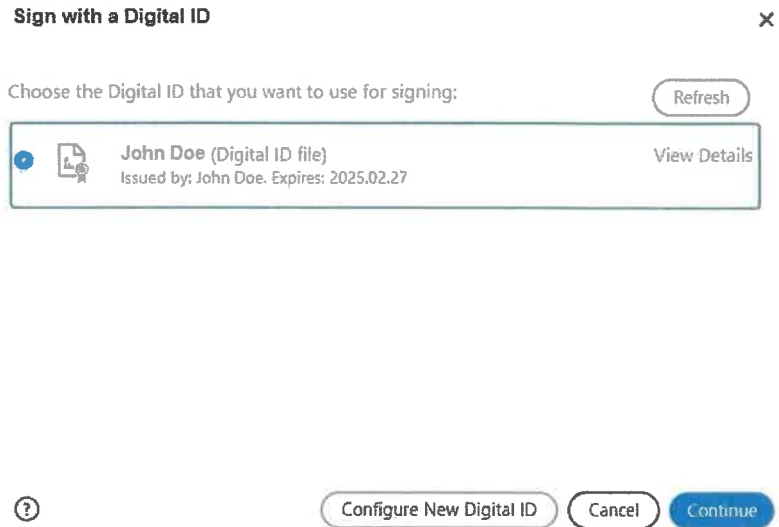 Sign with a Digital ID
Choose the Digital ID that you want to use for signing:
Refresh
John Doe (Digital ID file)
View Details
Issued by: John Doe. Expires: 2025.02.27
Configure New Digital ID
Cancel
Continue